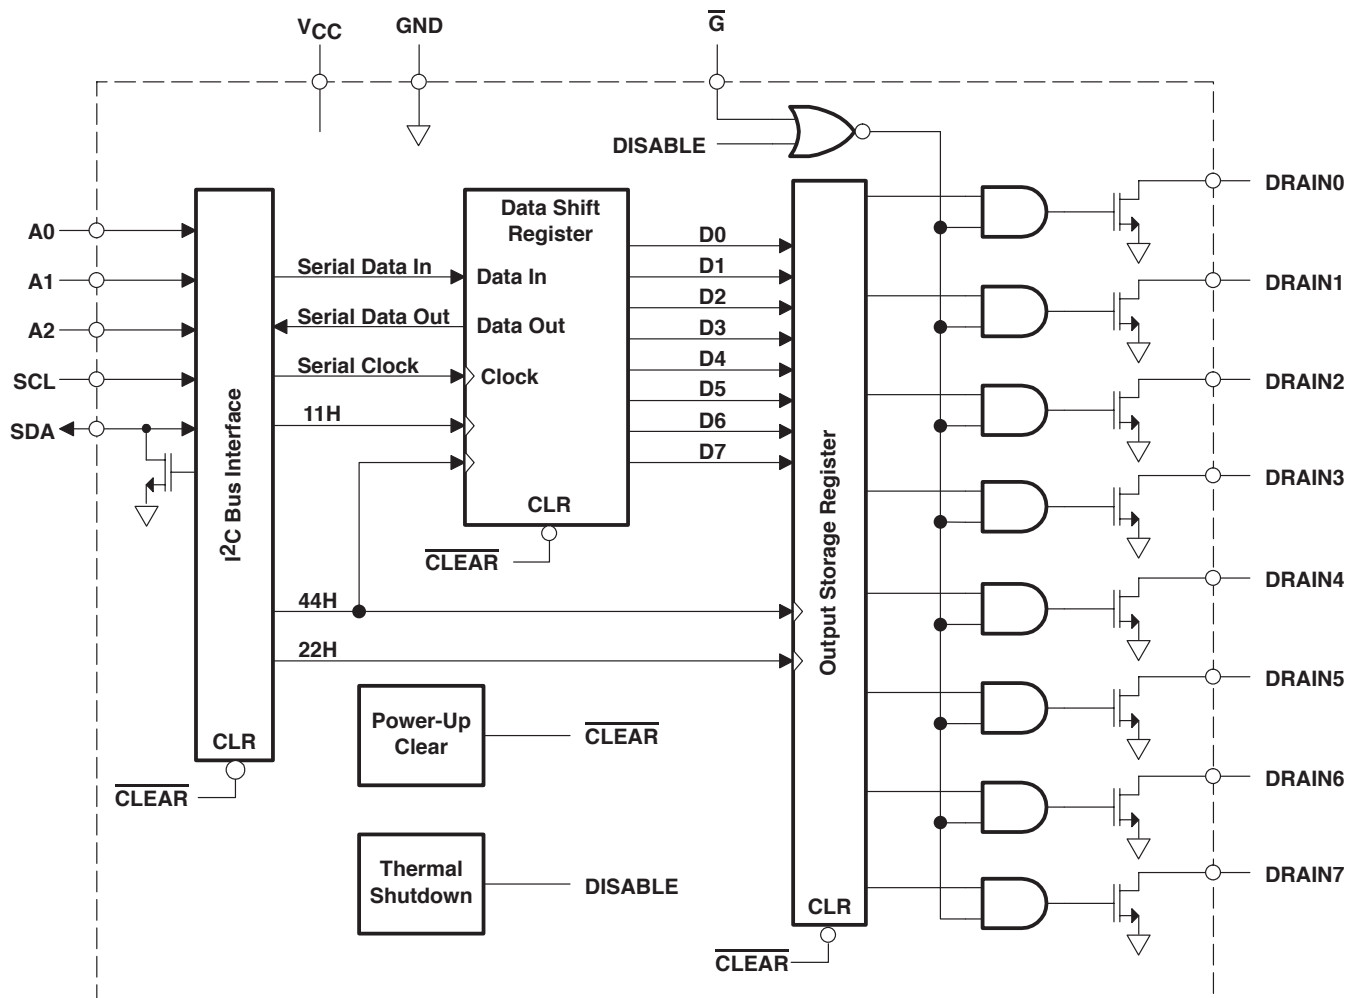 VCC
GND
G
DISABLE
DRAIN0
Data Shift
Register
A0
D0
Serial Data In
Data In
D1
A1
DRAIN1
D2
Serial Data Out
Data Out
A2
D3
D4
Serial Clock
Clock
SCL
DRAIN2
D5
11H
D6
SDA
D7
DRAIN3
I2C Bus Interface
CLR
CLEAR
Output Storage Register
44H
DRAIN4
22H
DRAIN5
Power-Up
Clear
CLEAR
CLR
CLEAR
DRAIN6
Thermal
Shutdown
DISABLE
DRAIN7
CLR
CLEAR